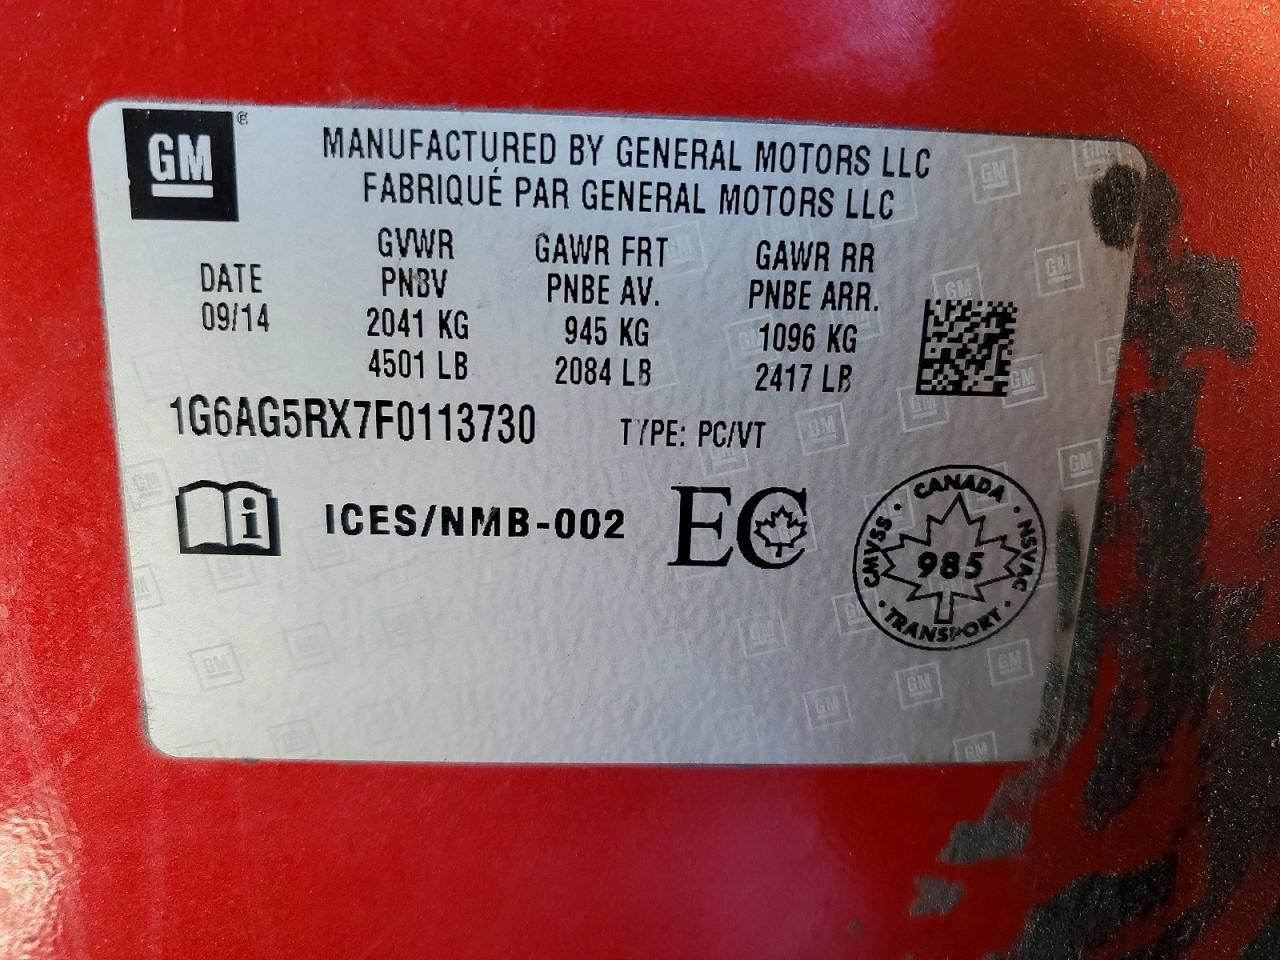 GM ®
MANUFACTURED BY GENERAL MOTORS LLC
FABRIQUÉ PAR GENERAL MOTORS LLC
DATE
09/14
GVWR
PNBV
2041 KG
4501 LB
GAWR FRT
PNBE AV.
945 KG
2084 LB
GAWR RR
PNBE ARR.
1096 KG
2417 LB
1G6AG5RX7F0113730 TYPE: PC/VT
i ICES/NMB-002 EC
CANADA
CMVSS · NSVAC
985
TRANSPORT